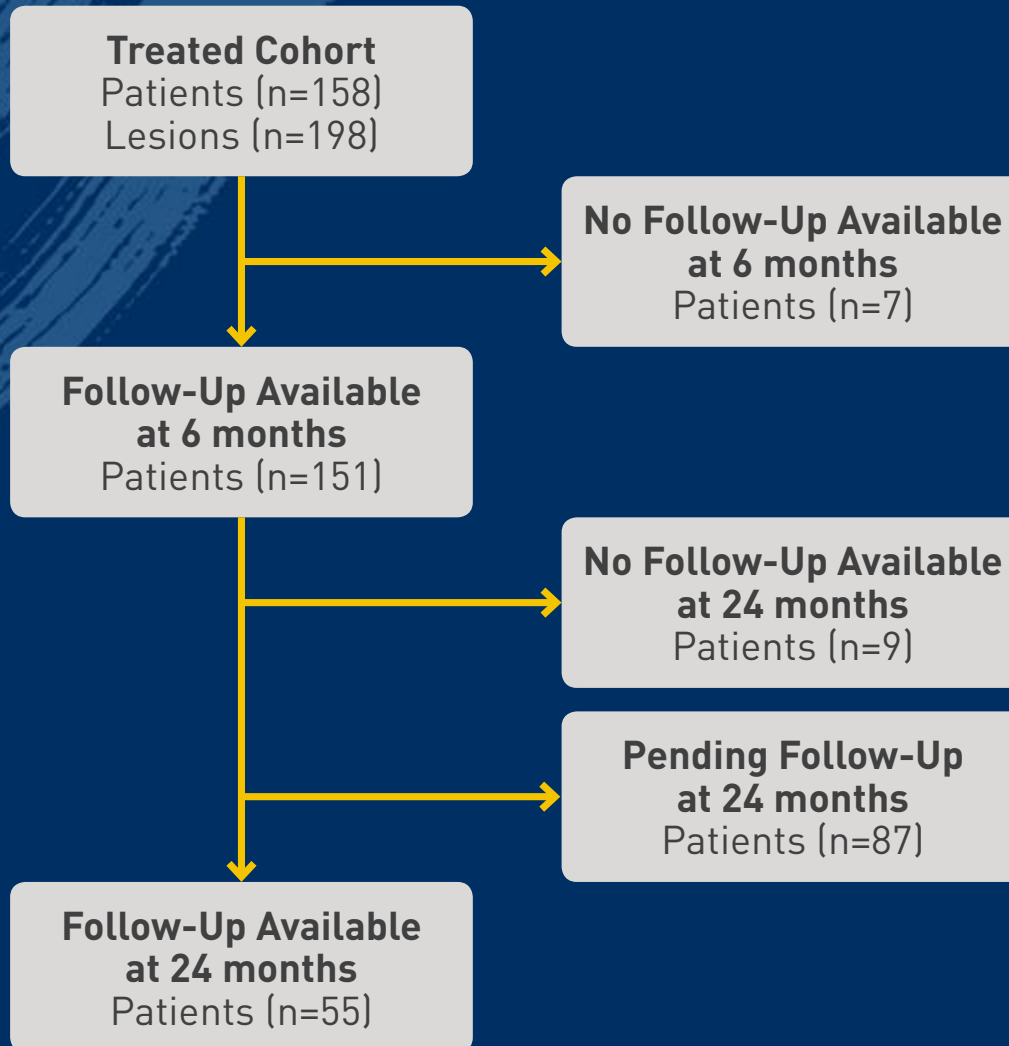 Treated Cohort
Patients (n=158)
Lesions (n=198)
No Follow-Up Available
at 6 months
Patients (n=7)
Follow-Up Available
at 6 months
Patients (n=151)
No Follow-Up Available
at 24 months
Patients (n=9)
Pending Follow-Up
at 24 months
Patients (n=87)
Follow-Up Available
at 24 months
Patients (n=55)